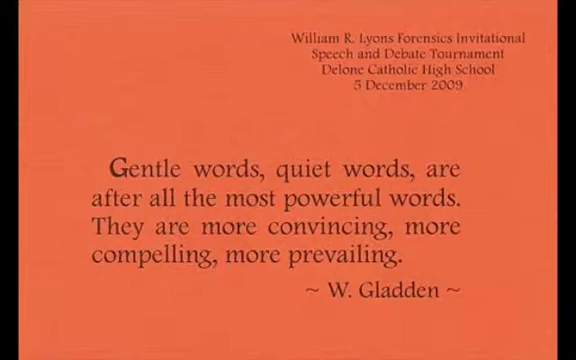 William R. Lyons Forensics Invitational
Speech and Debate Tournament
Delone Catholic High School
5 December 2009
Gentle words, quiet words, are
after all the most powerful words.
They are more convincing, more
compelling, more prevailing.
~ W. Gladden ~